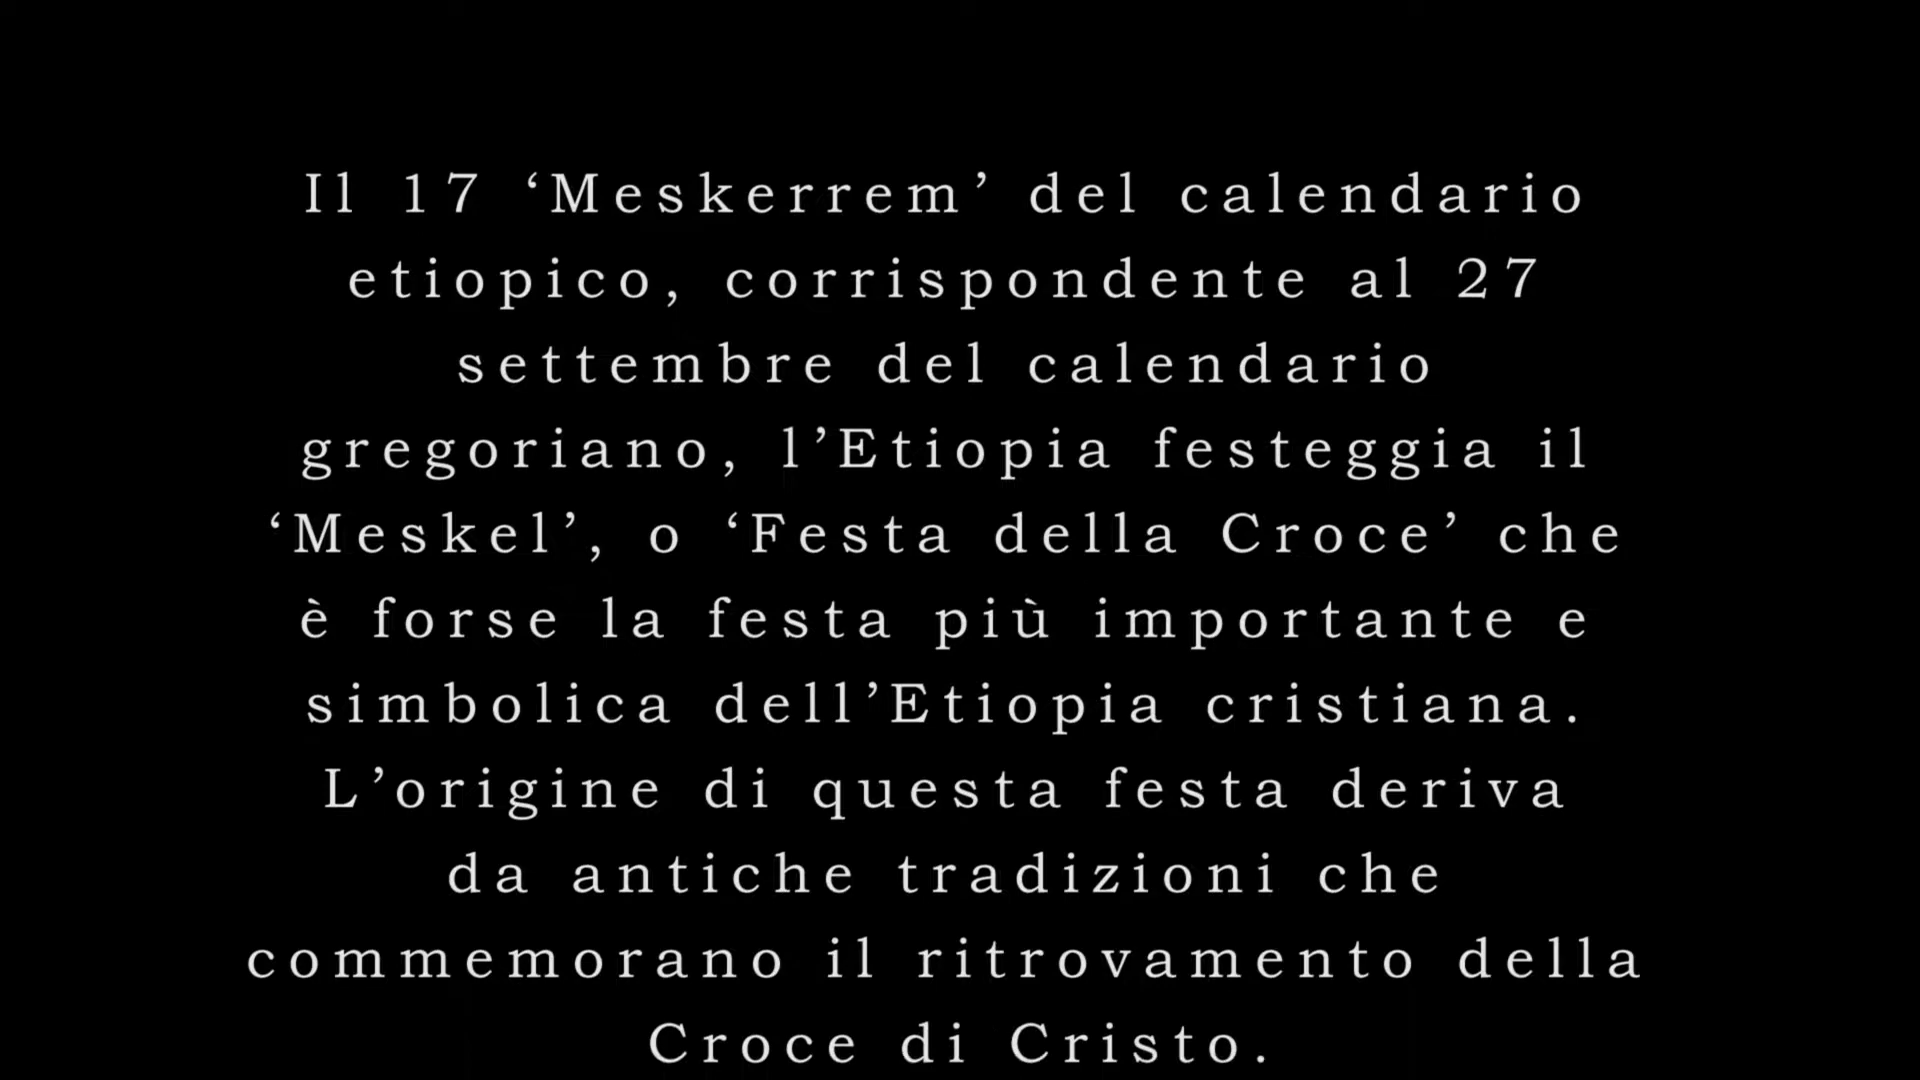 Il 17 ‘Meskerrem’ del calendario
etiopico, corrispondente al 27
settembre del calendario
gregoriano, l’Etiopia festeggia il
‘Meskel’, o ‘Festa della Croce’ che
è forse la festa più importante e
simbolica dell’Etiopia cristiana.
L’origine di questa festa deriva
da antiche tradizioni che
commemorano il ritrovamento della
Croce di Cristo.